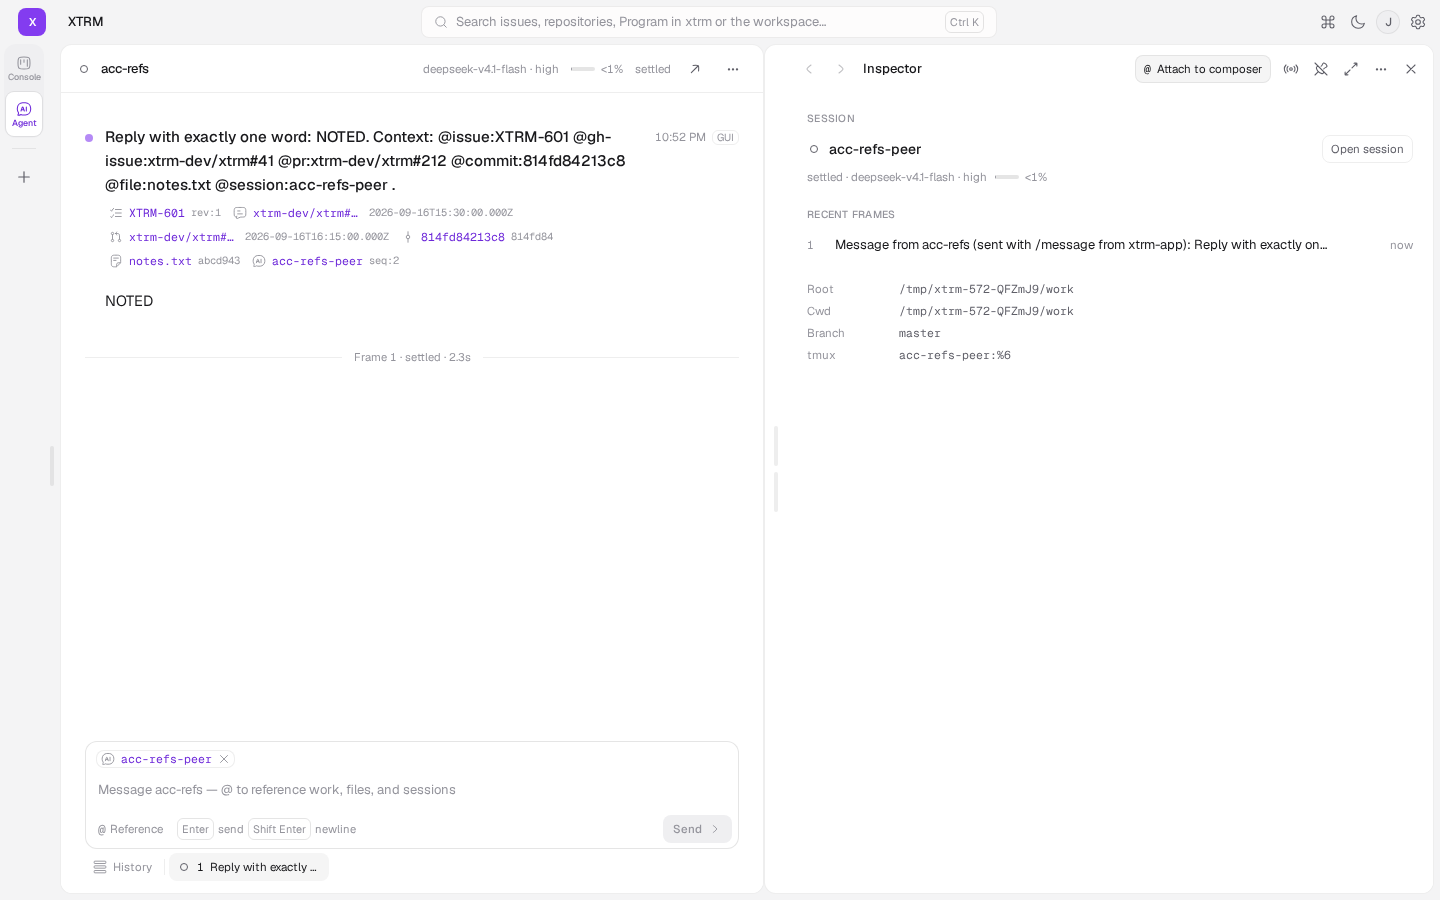 X
XTRM
Search issues, repositories, Program in xtrm or the workspace...
Ctrl K
J
Console
AI
Agent
acc-refs
deepseek-v4.1-flash · high
<1%
settled
Reply with exactly one word: NOTED. Context: @issue:XTRM-601 @gh-
issue:xtrm-dev/xtrm#41 @pr:xtrm-dev/xtrm#212 @commit:814fd84213c8
@file:notes.txt @session:acc-refs-peer .
10:52 PM GUI
XTRM-601 rev:1 xtrm-dev/xtrm#… 2026-09-16T15:30:00.000Z
xtrm-dev/xtrm#… 2026-09-16T16:15:00.000Z 814fd84213c8 814fd84
notes.txt abcd943 AI acc-refs-peer seq:2
NOTED
Frame 1 · settled · 2.3s
AI acc-refs-peer
Message acc-refs — @ to reference work, files, and sessions
@ Reference Enter send Shift Enter newline
Send
History
1 Reply with exactly ...
Inspector
@ Attach to composer
SESSION
acc-refs-peer
Open session
settled · deepseek-v4.1-flash · high <1%
RECENT FRAMES
1 Message from acc-refs (sent with /message from xtrm-app): Reply with exactly on... now
Root /tmp/xtrm-572-QFZmJ9/work
Cwd /tmp/xtrm-572-QFZmJ9/work
Branch master
tmux acc-refs-peer:%6